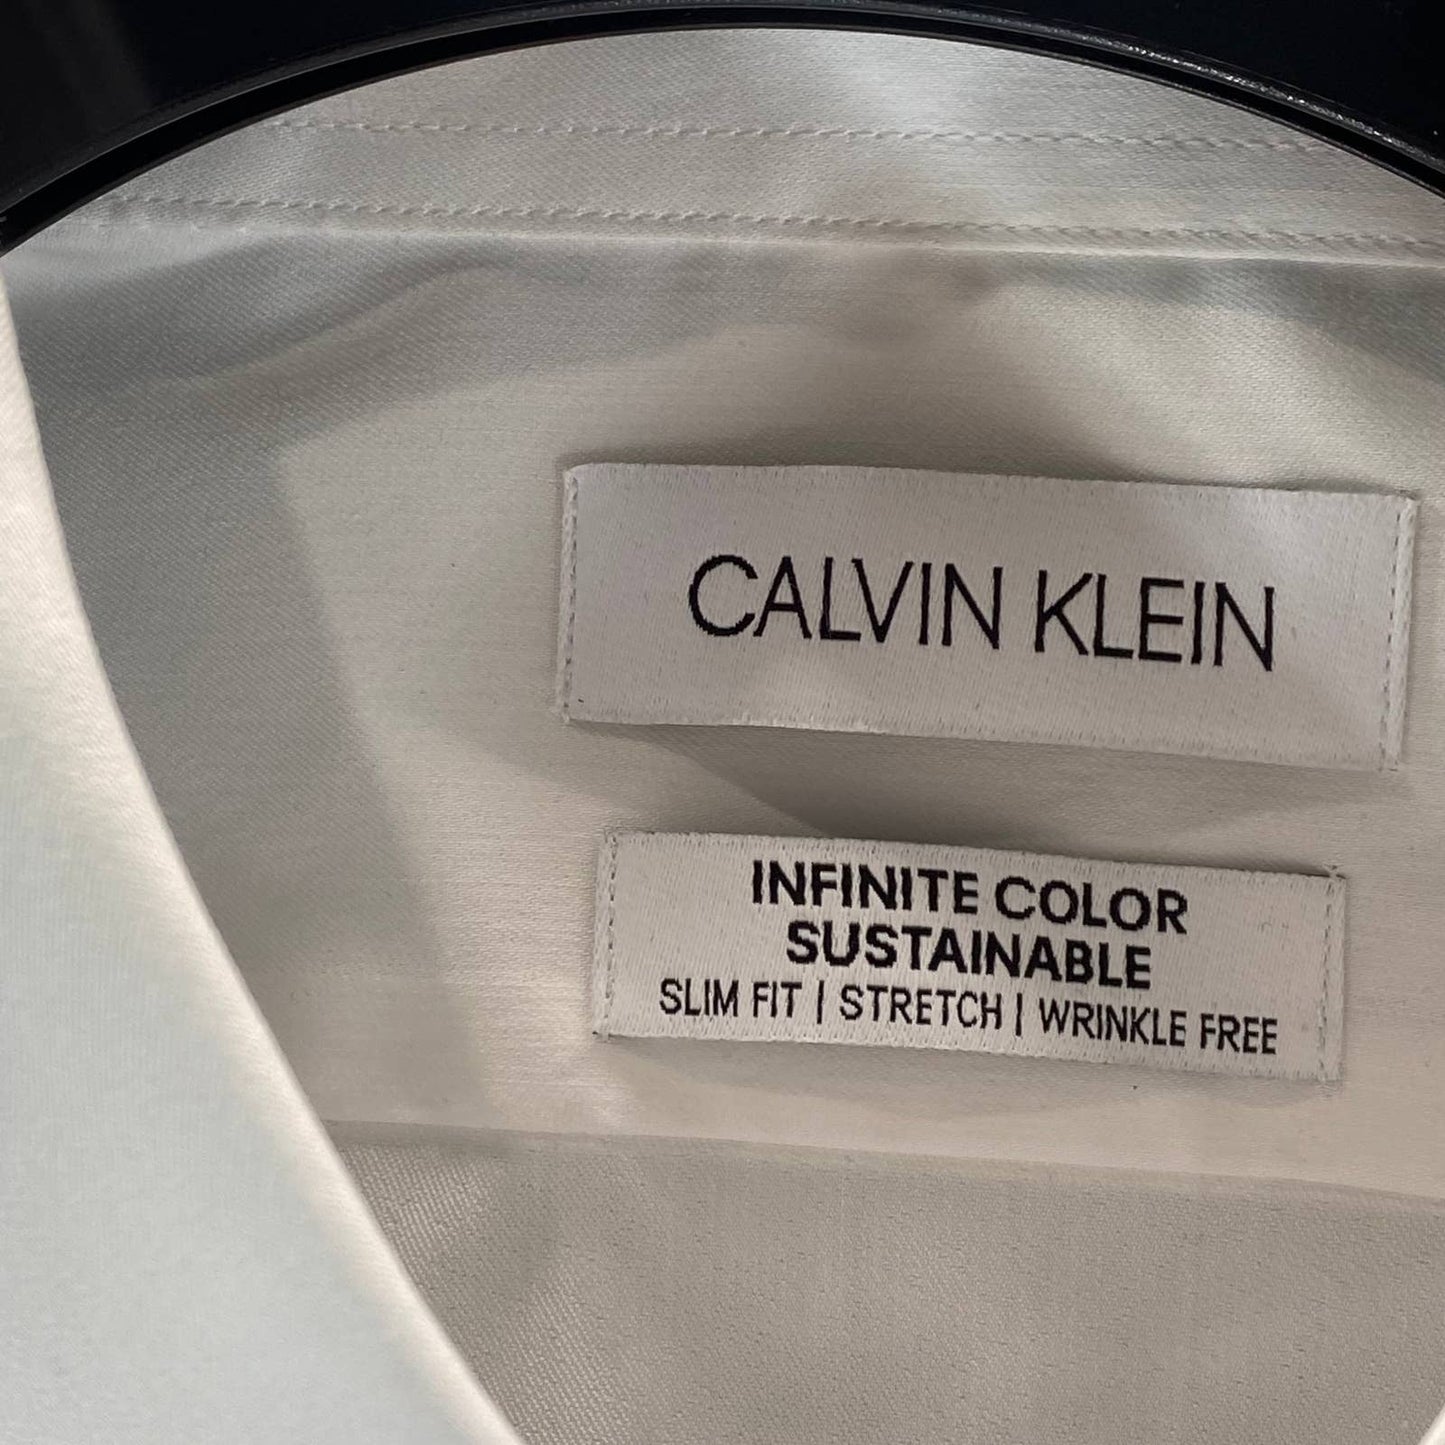 CALVIN KLEIN
INFINITE COLOR
SUSTAINABLE
SLIM FIT | STRETCH | WRINKLE FREE